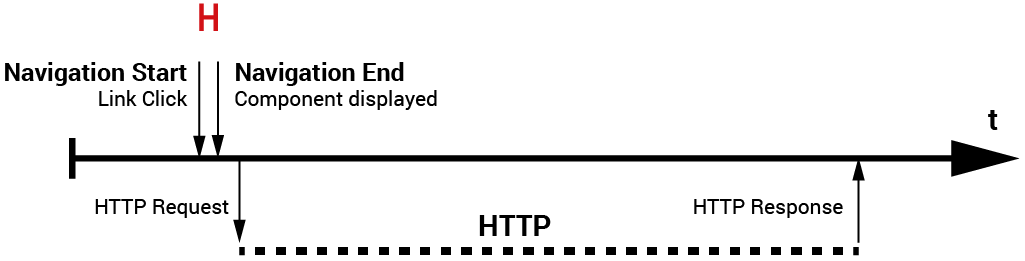 H
Navigation Start
Link Click
Navigation End
Component displayed
t
HTTP Request
HTTP
HTTP Response